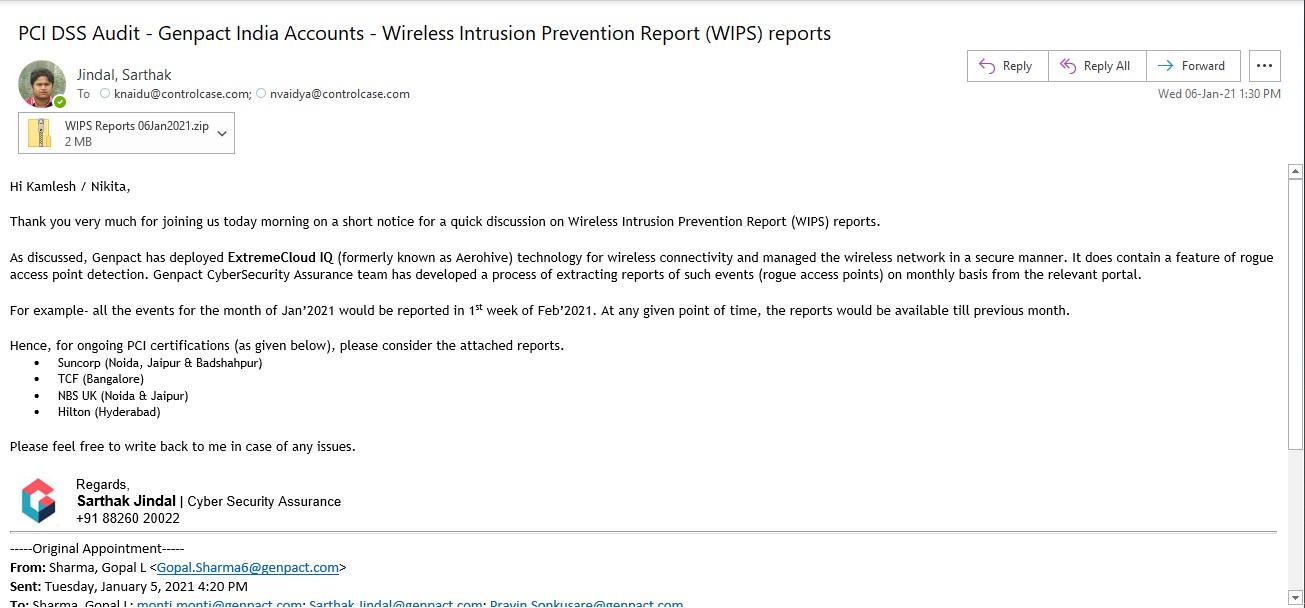 PCI DSS Audit - Genpact India Accounts - Wireless Intrusion Prevention Report (WIPS) reports
Jindal, Sarthak
To knaidu@controlcase.com; nvaidya@controlcase.com
Reply
Reply All
Forward
Wed 06-Jan-21 1:30 PM
WIPS Reports 06Jan2021.zip
2 MB
Hi Kamlesh / Nikita,
Thank you very much for joining us today morning on a short notice for a quick discussion on Wireless Intrusion Prevention Report (WIPS) reports.
As discussed, Genpact has deployed ExtremeCloud IQ (formerly known as Aerohive) technology for wireless connectivity and managed the wireless network in a secure manner. It does contain a feature of rogue
access point detection. Genpact CyberSecurity Assurance team has developed a process of extracting reports of such events (rogue access points) on monthly basis from the relevant portal.
For example- all the events for the month of Jan’2021 would be reported in 1st week of Feb’2021. At any given point of time, the reports would be available till previous month.
Hence, for ongoing PCI certifications (as given below), please consider the attached reports.
• Suncorp (Noida, Jaipur & Badshahpur)
• TCF (Bangalore)
• NBS UK (Noida & Jaipur)
• Hilton (Hyderabad)
Please feel free to write back to me in case of any issues.
Regards,
Sarthak Jindal | Cyber Security Assurance
+91 88260 20022
-----Original Appointment-----
From: Sharma, Gopal L <Gopal.Sharma6@genpact.com>
Sent: Tuesday, January 5, 2021 4:20 PM
To: Sharma, Gopal L; monti.monti@genpact.com; Sarthak.Jindal@genpact.com; Pravin.Sonkusare@genpact.com